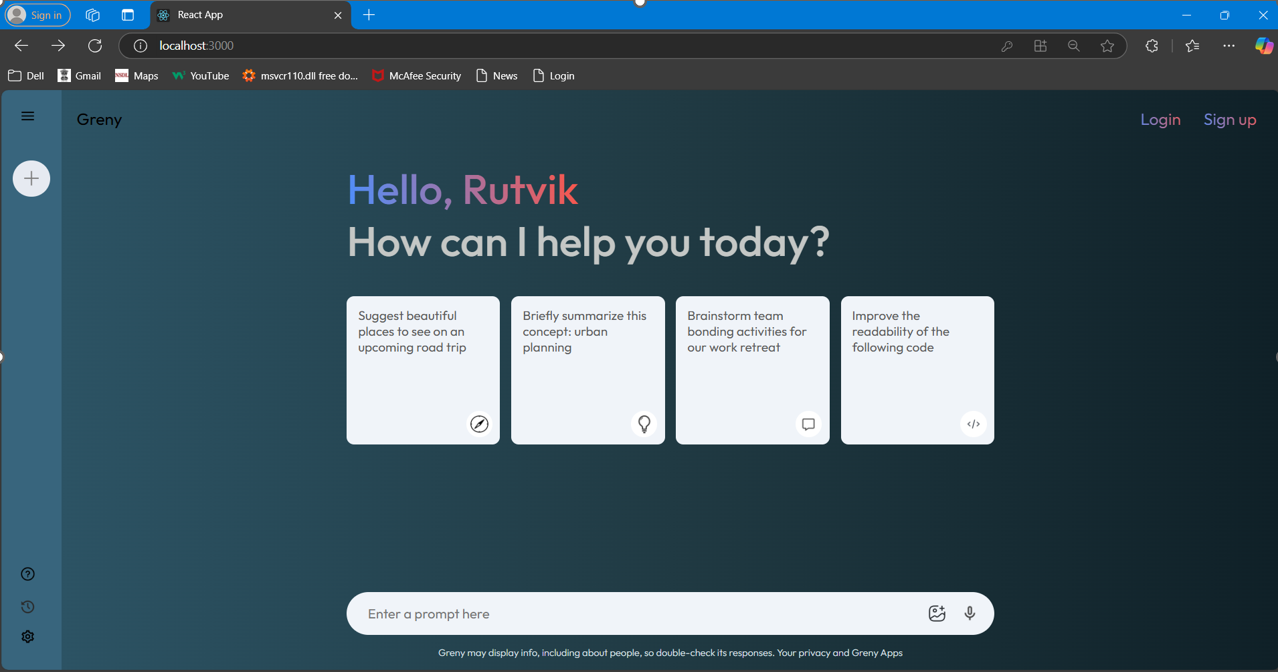 Sign in
React App
localhost:3000
Dell Gmail Maps YouTube msvcr110.dll free do... McAfee Security News Login
Greny
Login Sign up
Hello, Rutvik
How can I help you today?
Suggest beautiful
places to see on an
upcoming road trip
Briefly summarize this
concept: urban
planning
Brainstorm team
bonding activities for
our work retreat
Improve the
readability of the
following code
Enter a prompt here
Greny may display info, including about people, so double-check its responses. Your privacy and Greny Apps